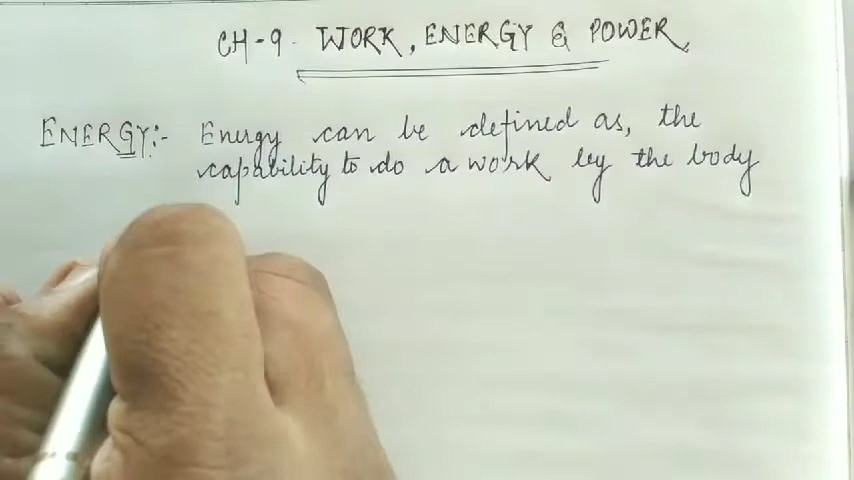 CH-9. WORK, ENERGY & POWER
ENERGY:- Energy can be defined as, the
capability to do a work by the body